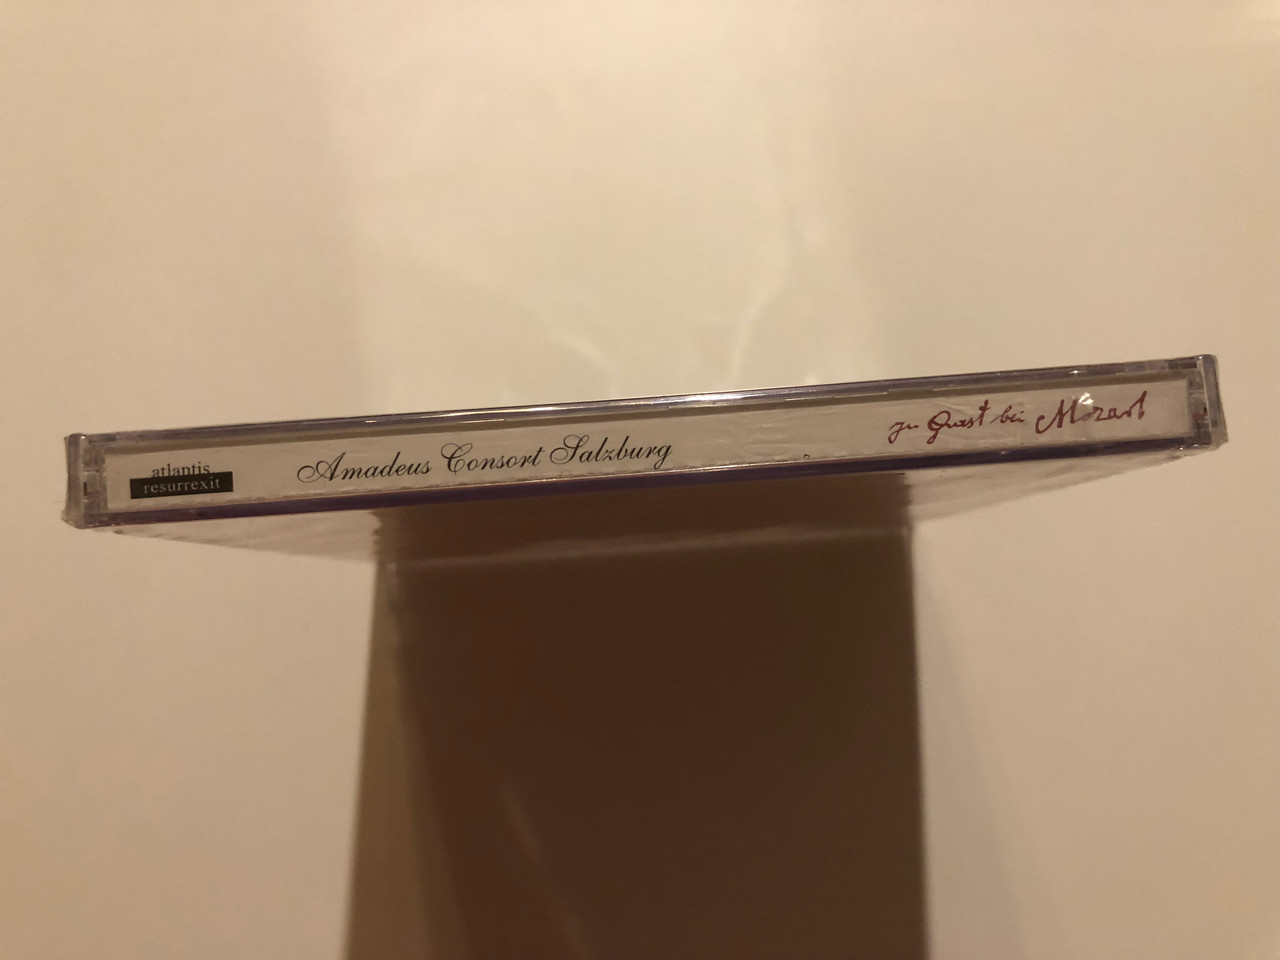 atlantis
resurrexit
Amadeus Consort Salzburg
zu Gast bei Mozart